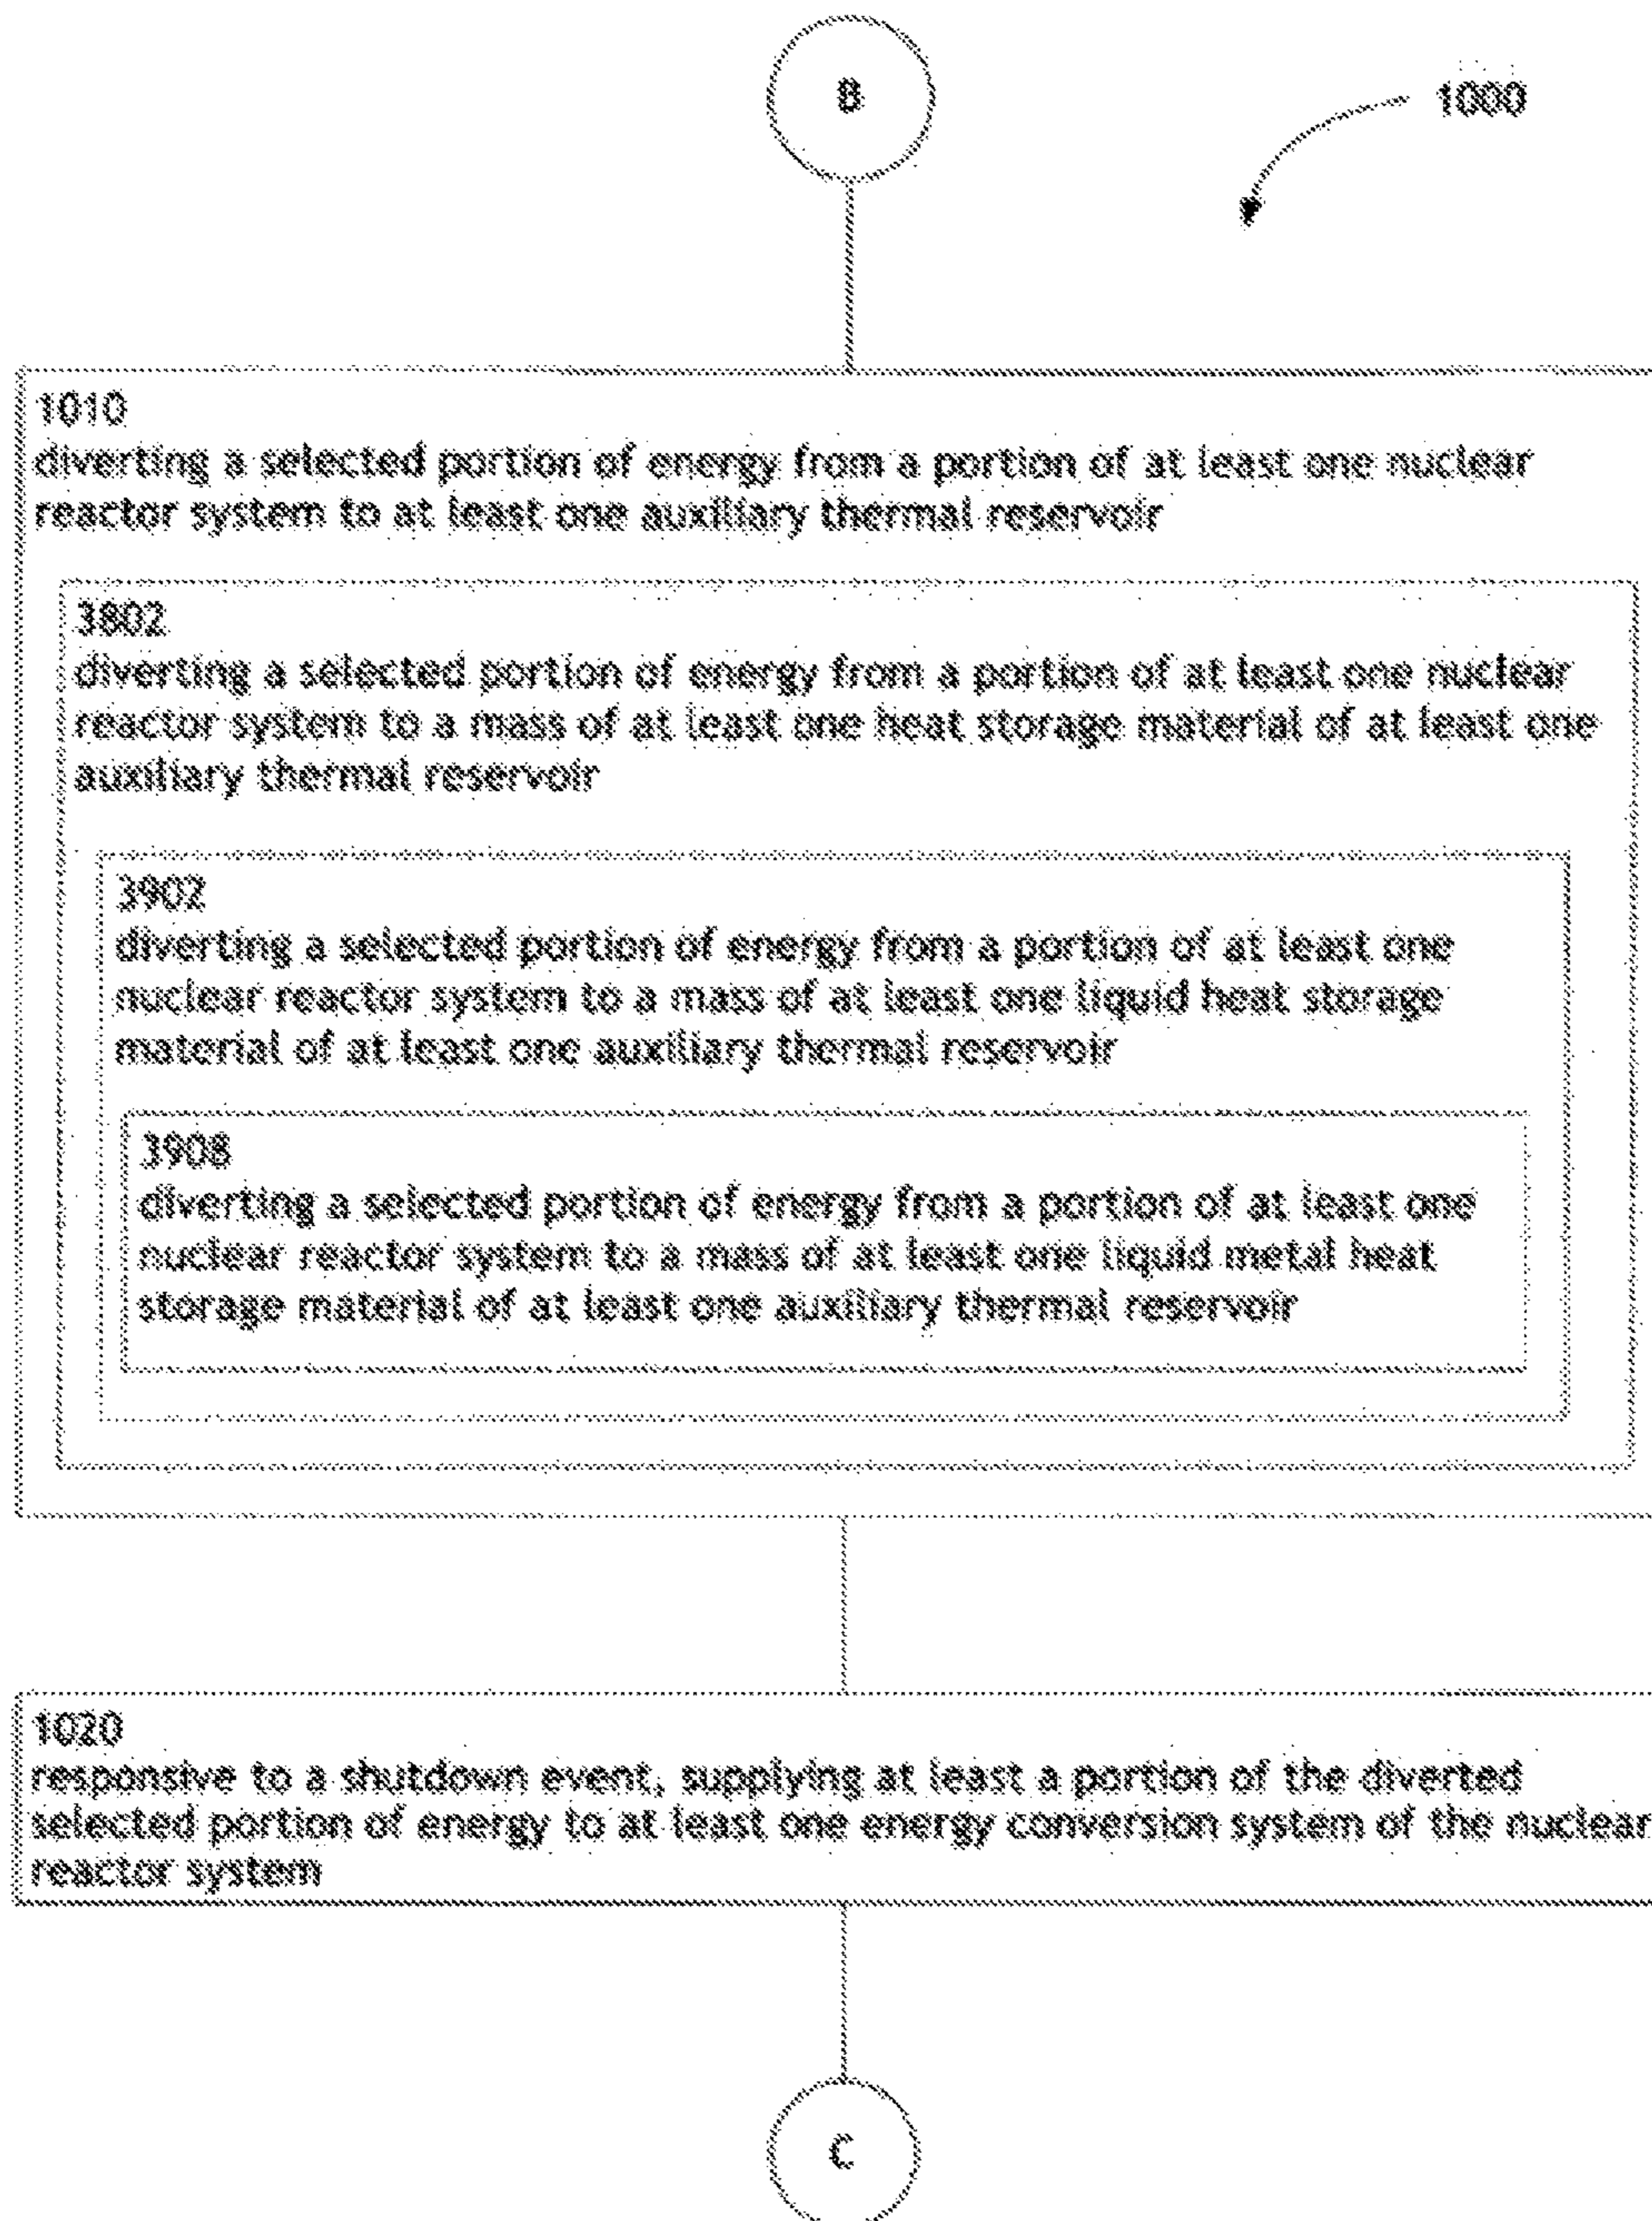 B
1000
1010
diverting a selected portion of energy from a portion of at least one nuclear
reactor system to at least one auxiliary thermal reservoir
3802
diverting a selected portion of energy from a portion of at least one nuclear
reactor system to a mass of at least one heat storage material of at least one
auxiliary thermal reservoir
3902
diverting a selected portion of energy from a portion of at least one
nuclear reactor system to a mass of at least one liquid heat storage
material of at least one auxiliary thermal reservoir
3908
diverting a selected portion of energy from a portion of at least one
nuclear reactor system to a mass of at least one liquid metal heat
storage material of at least one auxiliary thermal reservoir
1020
responsive to a shutdown event, supplying at least a portion of the diverted
selected portion of energy to at least one energy conversion system of the nuclear
reactor system
C